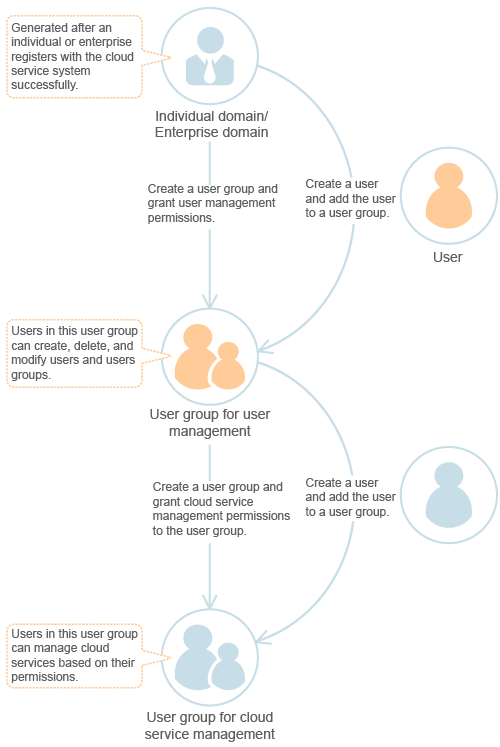 Generated after an
individual or enterprise
registers with the cloud
service system
successfully.
Individual domain/
Enterprise domain
Create a user group and
grant user management
permissions.
Create a user
and add the user
to a user group.
User
Users in this user group
can create, delete, and
modify users and users
groups.
User group for user
management
Create a user group and
grant cloud service
management permissions
to the user group.
Create a user
and add the user
to a user group.
Users in this user group
can manage cloud
services based on their
permissions.
User group for cloud
service management